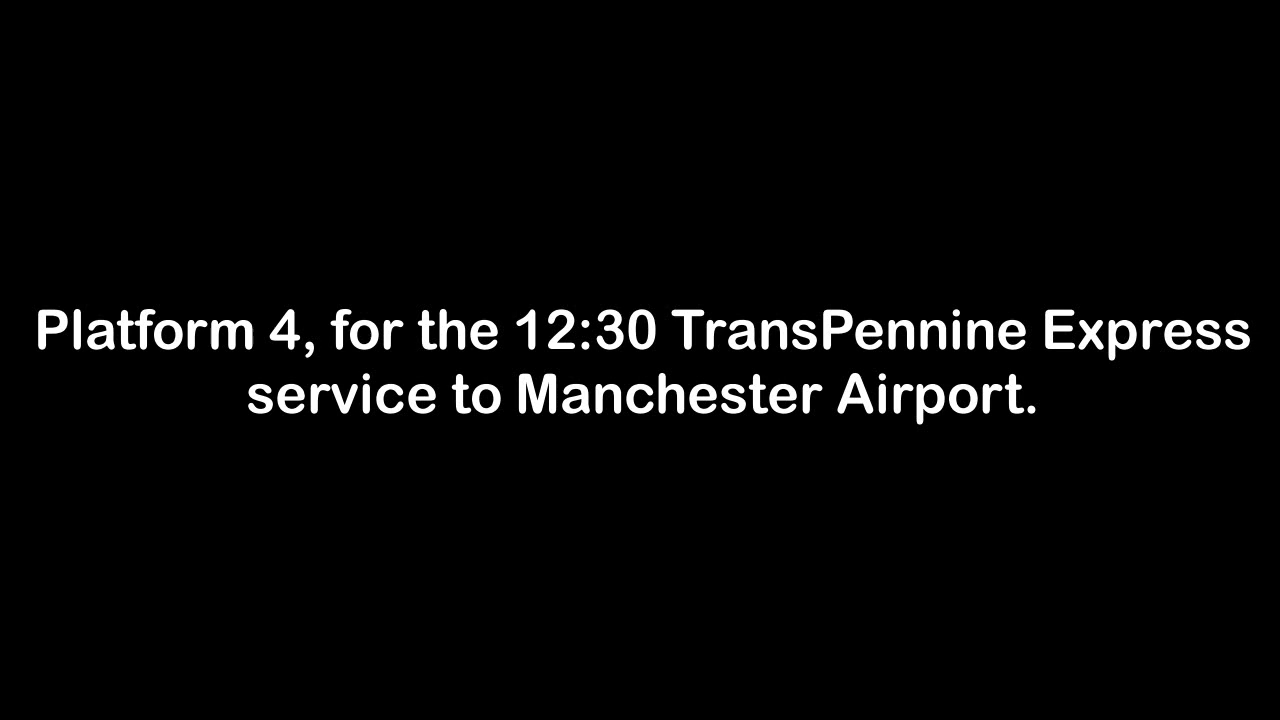 Platform 4, for the 12:30 TransPennine Express
service to Manchester Airport.